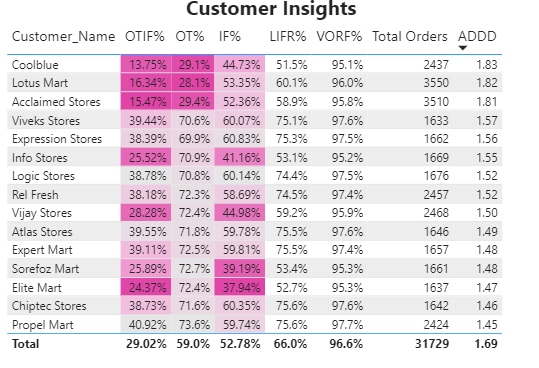 Customer Insights
Customer_Name OTIF% OT% IF% LIFR% VORF% Total Orders ADDD
Coolblue 13.75% 29.1% 44.73% 51.5% 95.1% 2437 1.83
Lotus Mart 16.34% 28.1% 53.35% 60.1% 96.0% 3550 1.82
Acclaimed Stores 15.47% 29.4% 52.36% 58.9% 95.8% 3510 1.81
Viveks Stores 39.44% 70.6% 60.07% 75.1% 97.6% 1633 1.57
Expression Stores 38.39% 69.9% 60.83% 75.3% 97.5% 1662 1.56
Info Stores 25.52% 70.9% 41.16% 53.1% 95.2% 1669 1.55
Logic Stores 38.78% 70.8% 60.14% 74.4% 97.5% 1676 1.52
Rel Fresh 38.18% 72.3% 58.69% 74.5% 97.4% 2457 1.52
Vijay Stores 28.28% 72.4% 44.98% 59.2% 95.9% 2468 1.50
Atlas Stores 39.55% 71.8% 59.78% 75.5% 97.6% 1646 1.49
Expert Mart 39.11% 72.5% 59.81% 75.5% 97.4% 1657 1.48
Sorefoz Mart 25.89% 72.7% 39.19% 53.4% 95.3% 1661 1.48
Elite Mart 24.37% 72.4% 37.94% 52.7% 95.3% 1637 1.47
Chiptec Stores 38.73% 71.6% 60.35% 75.6% 97.6% 1642 1.46
Propel Mart 40.92% 73.6% 59.74% 75.6% 97.7% 2424 1.45
Total 29.02% 59.0% 52.78% 66.0% 96.6% 31729 1.69